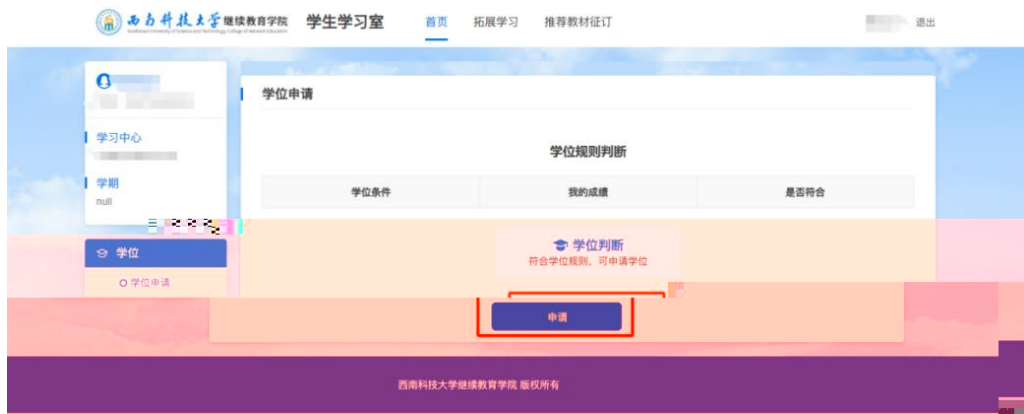 西南科技大学继续教育学院 学生学习室 首页 拓展学习 推荐教材征订 退出
学位申请
学习中心
学位规则判断
学期
null
学位条件 我的成绩 是否符合
学位
学位判断
符合学位规则，可申请学位
学位申请
申请
西南科技大学继续教育学院 版权所有